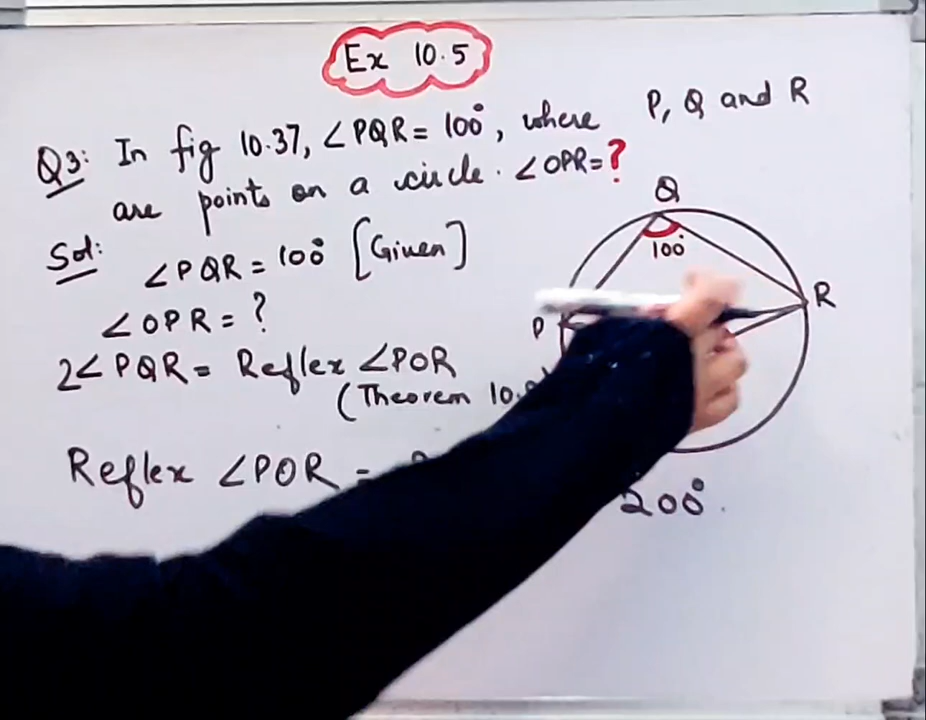 Ex 10.5
Q3: In fig 10.37, ∠PQR = 100°, where P, Q and R
are points on a circle. ∠OPR = ?
Sol:
∠PQR = 100° [Given]
∠OPR = ?
2∠PQR = Reflex ∠POR
(Theorem 10.
Reflex ∠POR =
200°.
Q
100°
R
P